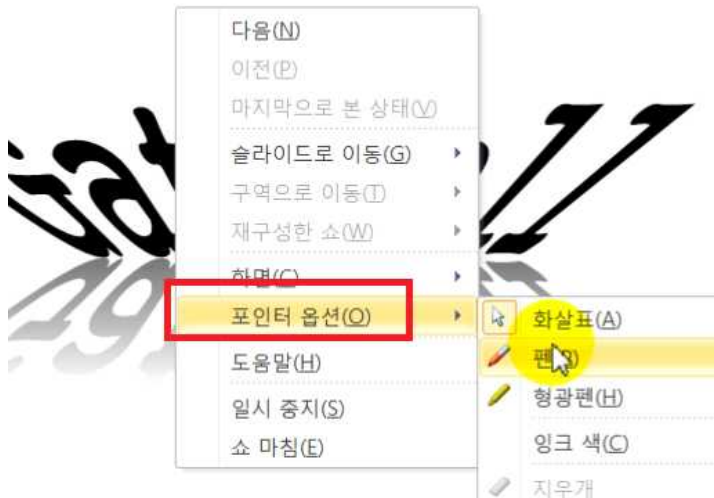 다음(N)
이전(P)
마지막으로 본 상태(V)
슬라이드로 이동(G)
구역으로 이동(T)
재구성한 쇼(W)
화면(C)
포인터 옵션(O)
도움말(H)
일시 중지(S)
쇼 마침(E)
화살표(A)
펜(P)
형광펜(H)
잉크 색(C)
지우개